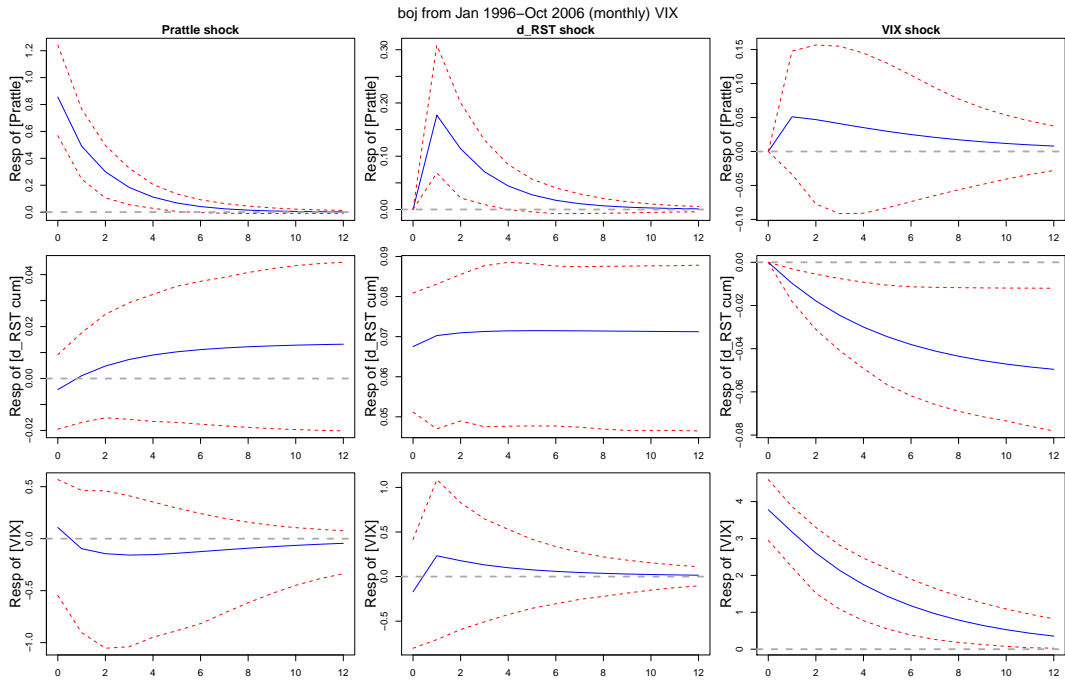 boj from Jan 1996–Oct 2006 (monthly) VIX
Prattle shock
d_RST shock
VIX shock
Resp of [Prattle]
0.0 0.2 0.4 0.6 0.8 1.0 1.2
0 2 4 6 8 10 12
Resp of [Prattle]
0.00 0.10 0.20 0.30
0 2 4 6 8 10 12
Resp of [Prattle]
−0.10 −0.05 0.00 0.05 0.10 0.15
0 2 4 6 8 10 12
Resp of [d_RST cum]
−0.02 0.00 0.02 0.04
0 2 4 6 8 10 12
Resp of [d_RST cum]
0.05 0.06 0.07 0.08 0.09
0 2 4 6 8 10 12
Resp of [d_RST cum]
−0.08 −0.06 −0.04 −0.02 0.00
0 2 4 6 8 10 12
Resp of [VIX]
−1.0 −0.5 0.0 0.5
0 2 4 6 8 10 12
Resp of [VIX]
−0.5 0.0 0.5 1.0
0 2 4 6 8 10 12
Resp of [VIX]
0 1 2 3 4
0 2 4 6 8 10 12